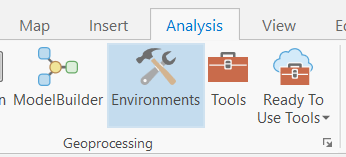 Map Insert Analysis View
ModelBuilder Environments Tools Ready To
Use Tools
Geoprocessing